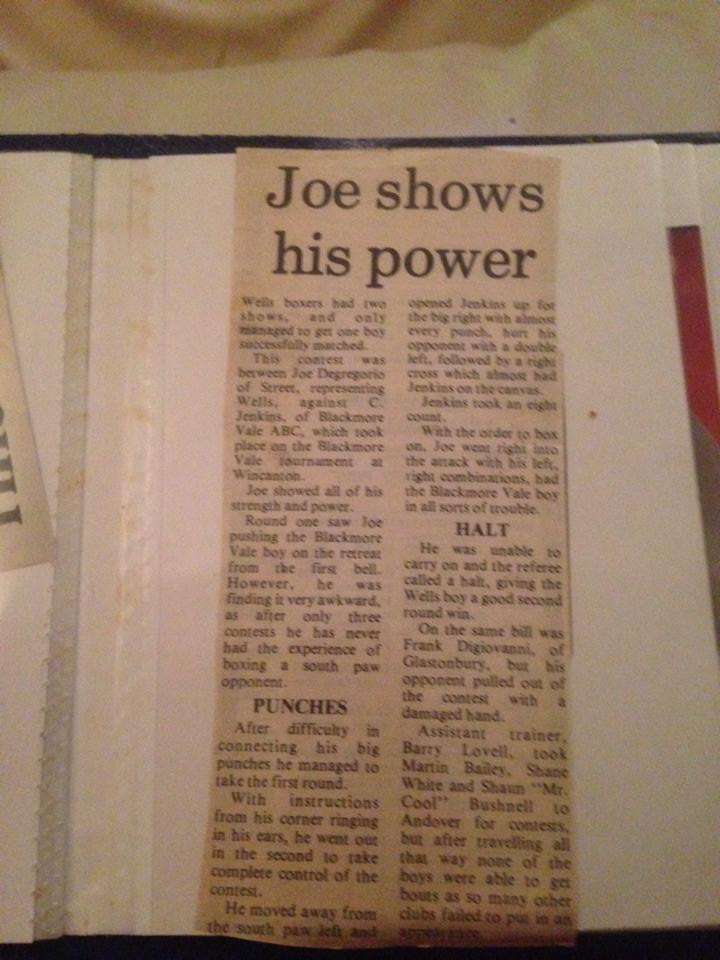 Joe shows
his power
Wells boxers had two
shows, and only
managed to get one boy
successfully matched.
This contest was
between Joe Degregorio
of Street, representing
Wells, against C.
Jenkins, of Blackmore
Vale ABC, which took
place on the Blackmore
Vale tournament at
Wincanton.
Joe showed all of his
strength and power.
Round one saw Joe
pushing the Blackmore
Vale boy on the retreat
from the first bell.
However, he was
finding it very awkward,
as after only three
contests he has never
had the experience of
boxing a south paw
opponent.
PUNCHES
After difficulty in
connecting his big
punches he managed to
take the first round.
With instructions
from his corner ringing
in his ears, he went out
in the second to take
complete control of the
contest.
He moved away from
the south paw left and
opened Jenkins up for
the big right with almost
every punch, hurt his
opponent with a double
left, followed by a right
cross which almost had
Jenkins on the canvas.
Jenkins took an eight
count.
With the order to box
on, Joe went right into
the attack with his left,
right combinations, had
the Blackmore Vale boy
in all sorts of trouble.
HALT
He was unable to
carry on and the referee
called a halt, giving the
Wells boy a good second
round win.
On the same bill was
Frank Digiovanni, of
Glastonbury, but his
opponent pulled out of
the contest with a
damaged hand.
Assistant trainer,
Barry Lovell, took
Martin Bailey, Shane
White and Shaun "Mr.
Cool" Bushnell to
Andover for contests,
but after travelling all
that way none of the
boys were able to get
bouts as so many other
clubs failed to put in an
appearance.